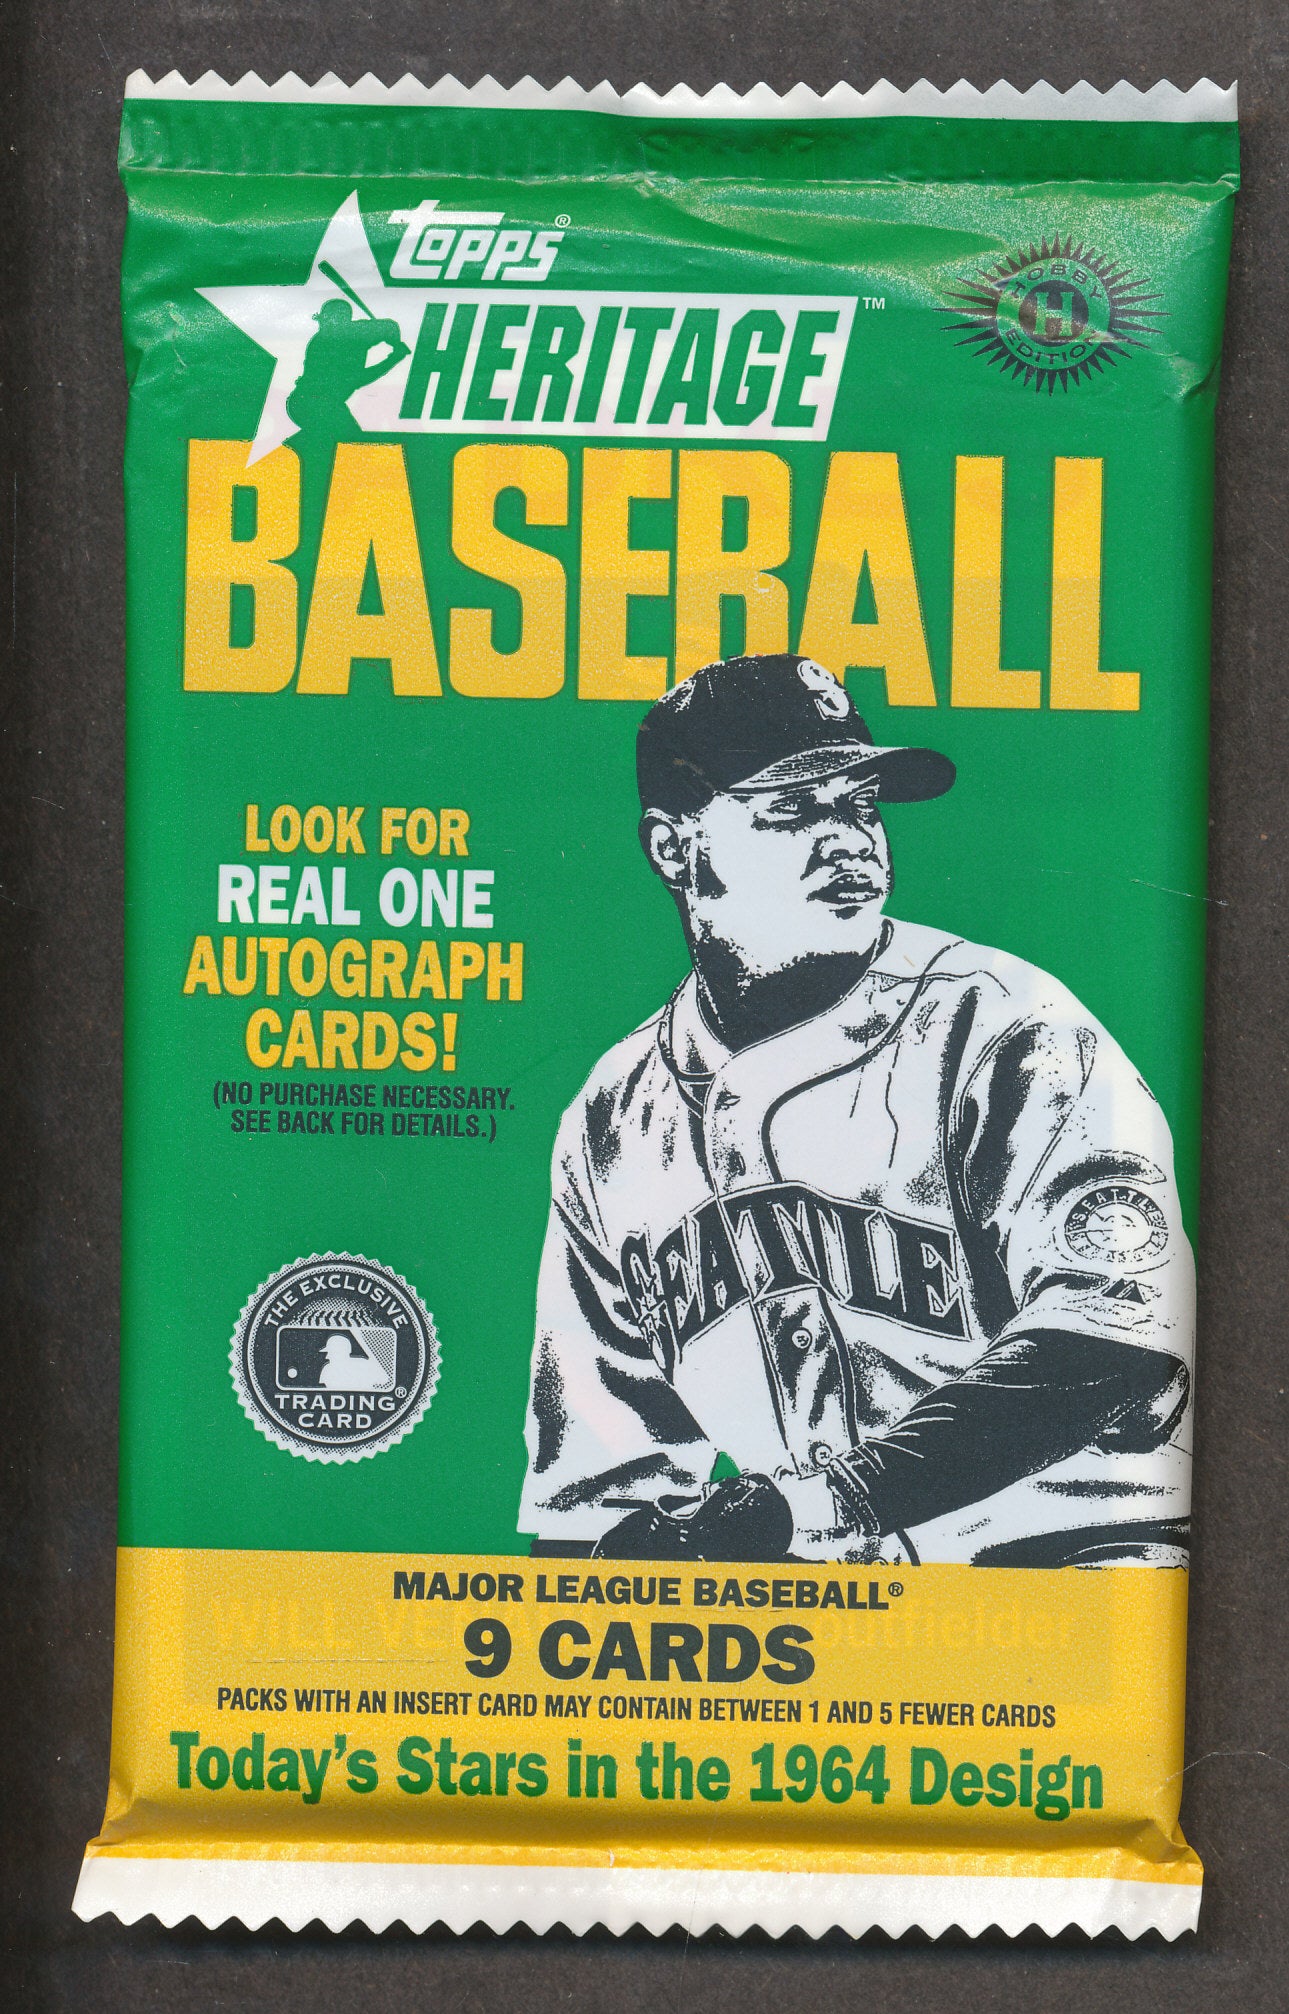 topps®
HERITAGE™
HOBBY
H
EDITION
BASEBALL
S
LOOK FOR
REAL ONE
AUTOGRAPH
CARDS!
(NO PURCHASE NECESSARY.
SEE BACK FOR DETAILS.)
SEATTLE
SEATTLE
THE EXCLUSIVE
®
TRADING
CARD
MAJOR LEAGUE BASEBALL®
9 CARDS
PACKS WITH AN INSERT CARD MAY CONTAIN BETWEEN 1 AND 5 FEWER CARDS
Today's Stars in the 1964 Design